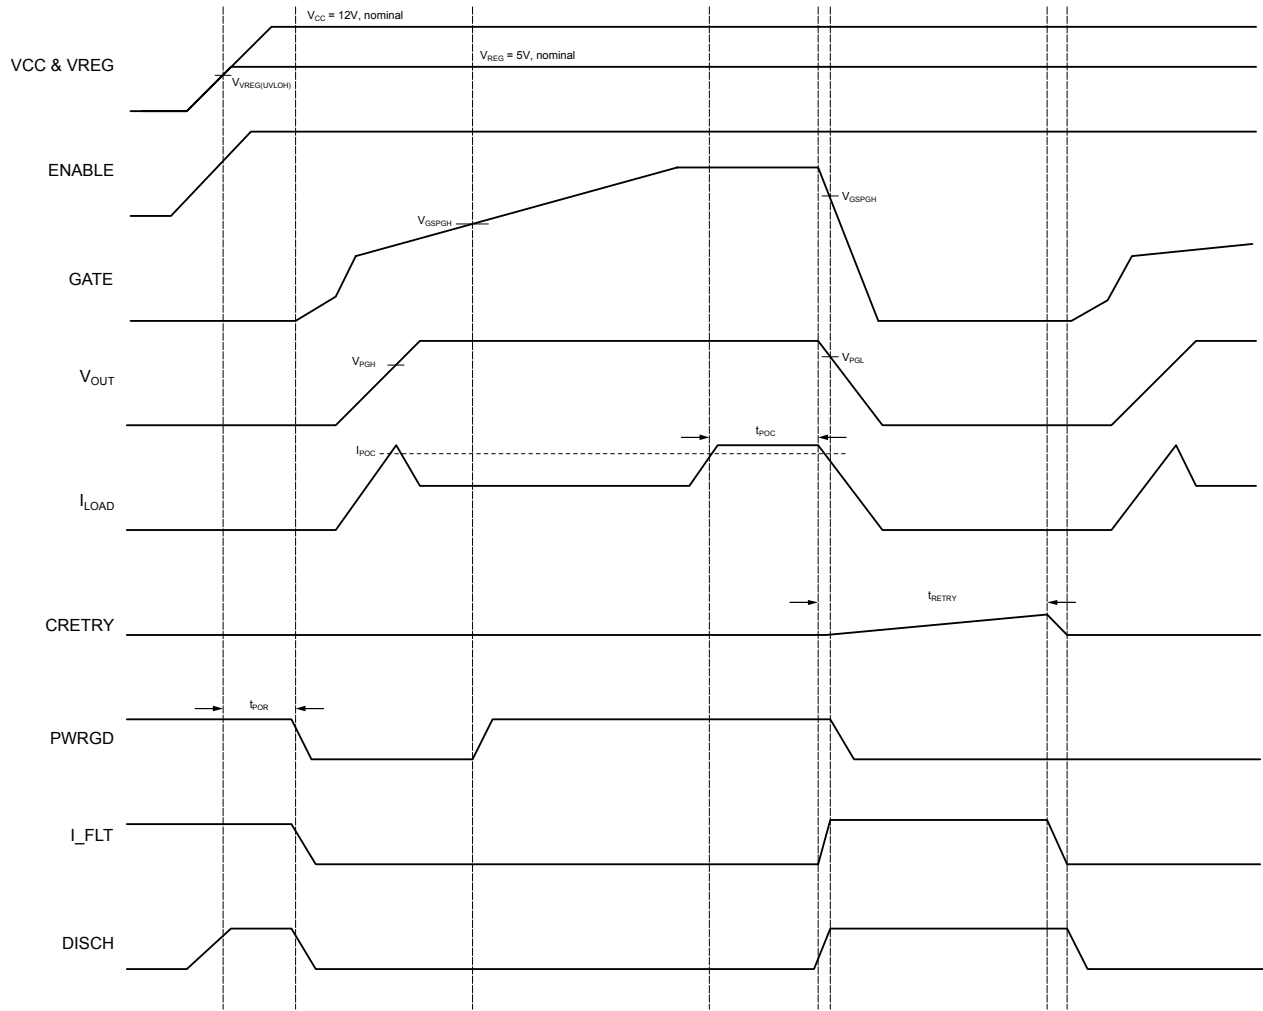 V_CC = 12V, nominal
VCC & VREG
V_REG = 5V, nominal
V_VREG(UVLOH)
ENABLE
V_GSPGH
V_GSPGH
GATE
V_PGH
V_PGL
V_OUT
t_POC
I_POC
I_LOAD
t_RETRY
CRETRY
t_POR
PWRGD
I_FLT
DISCH